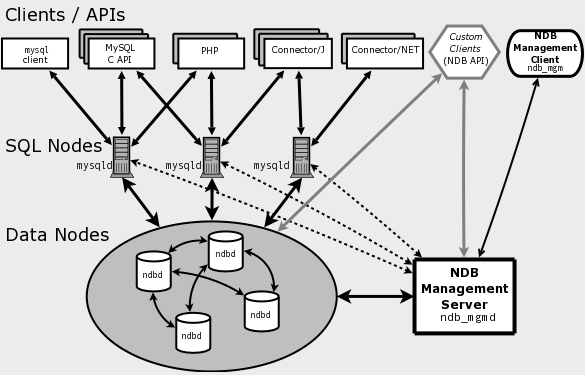 Clients / APIs
mysql
client
MySQL
C API
PHP
Connector/J
Connector/NET
Custom
Clients
(NDB API)
NDB
Management
Client
ndb_mgm
SQL Nodes
mysqld
mysqld
mysqld
Data Nodes
ndbd
ndbd
ndbd
ndbd
NDB
Management
Server
ndb_mgmd